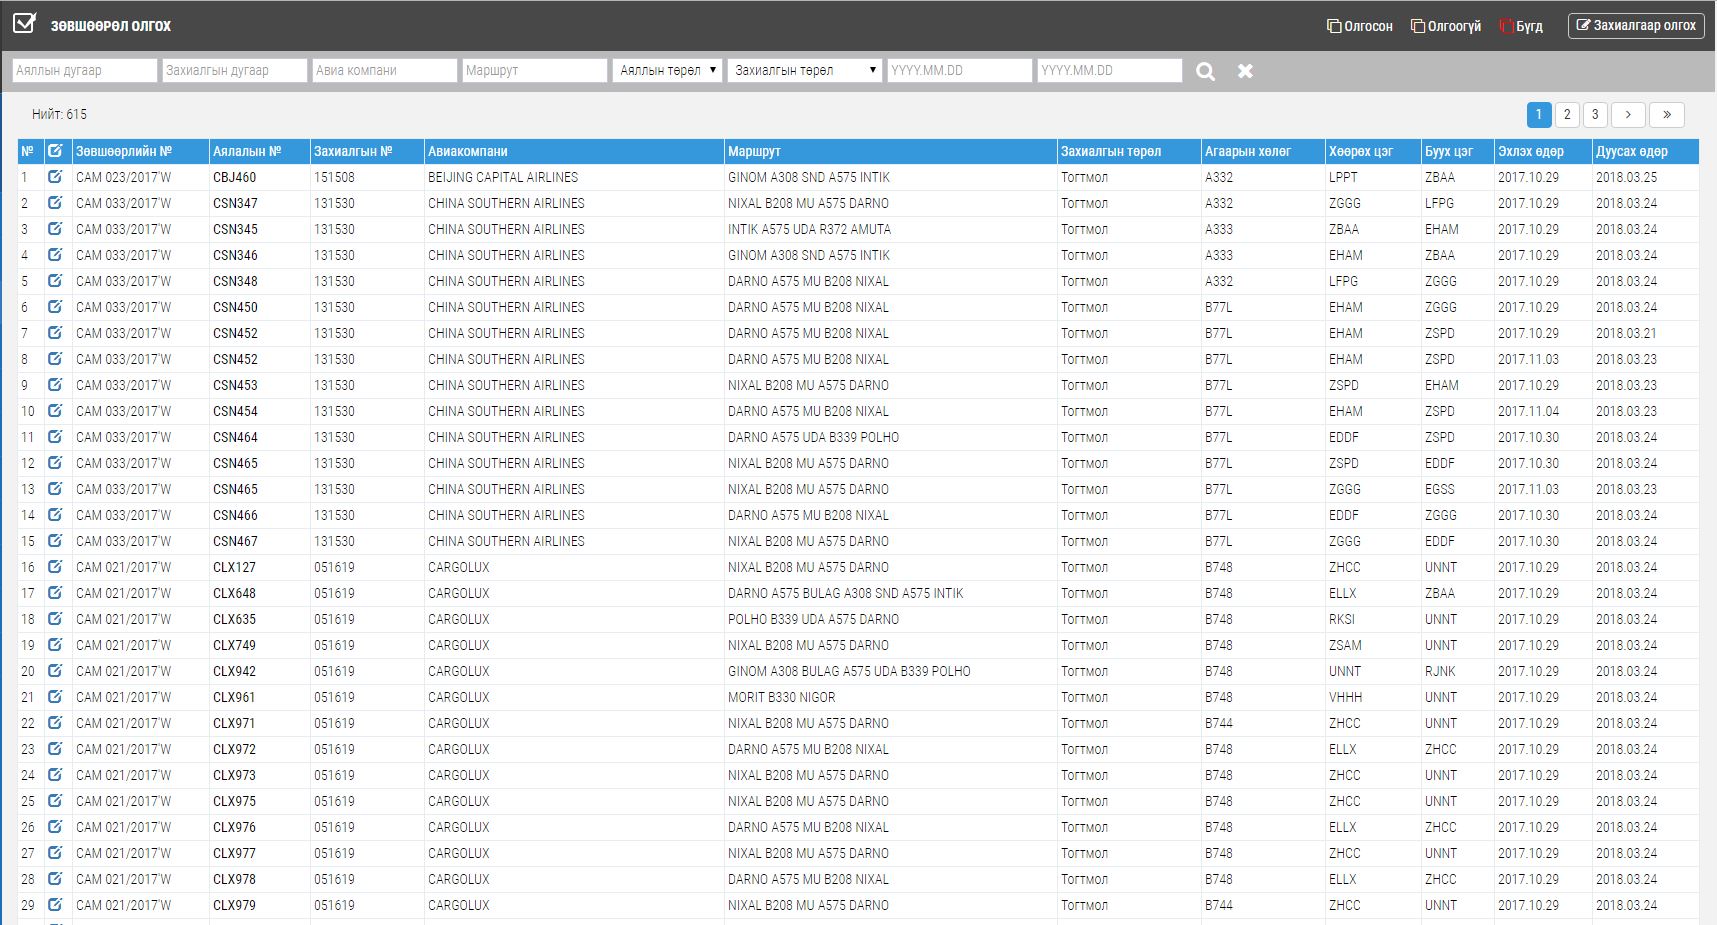 ЗӨВШӨӨРӨЛ ОЛГОХ
Олгосон Олгоогүй Бүгд Захиалгаар олгох
Аяллын дугаар Захиалгын дугаар Авиа компани Маршрут Аяллын төрөл Захиалгын төрөл YYYY.MM.DD YYYY.MM.DD
Нийт: 615
1 2 3 > »
№ Зөвшөөрлийн № Аялалын № Захиалгын № Авиакомпани Маршрут Захиалгын төрөл Агаарын хөлөг Хөөрөх цэг Буух цэг Эхлэх өдөр Дуусах өдөр
1 CAM 023/2017'W CBJ460 151508 BEIJING CAPITAL AIRLINES GINOM A308 SND A575 INTIK Тогтмол A332 LPPT ZBAA 2017.10.29 2018.03.25
2 CAM 033/2017'W CSN347 131530 CHINA SOUTHERN AIRLINES NIXAL B208 MU A575 DARNO Тогтмол A332 ZGGG LFPG 2017.10.29 2018.03.24
3 CAM 033/2017'W CSN345 131530 CHINA SOUTHERN AIRLINES INTIK A575 UDA R372 AMUTA Тогтмол A333 ZBAA EHAM 2017.10.29 2018.03.24
4 CAM 033/2017'W CSN346 131530 CHINA SOUTHERN AIRLINES GINOM A308 SND A575 INTIK Тогтмол A333 EHAM ZBAA 2017.10.29 2018.03.24
5 CAM 033/2017'W CSN348 131530 CHINA SOUTHERN AIRLINES DARNO A575 MU B208 NIXAL Тогтмол A332 LFPG ZGGG 2017.10.29 2018.03.24
6 CAM 033/2017'W CSN450 131530 CHINA SOUTHERN AIRLINES DARNO A575 MU B208 NIXAL Тогтмол B77L EHAM ZGGG 2017.10.29 2018.03.24
7 CAM 033/2017'W CSN452 131530 CHINA SOUTHERN AIRLINES DARNO A575 MU B208 NIXAL Тогтмол B77L EHAM ZSPD 2017.10.29 2018.03.21
8 CAM 033/2017'W CSN452 131530 CHINA SOUTHERN AIRLINES DARNO A575 MU B208 NIXAL Тогтмол B77L EHAM ZSPD 2017.11.03 2018.03.23
9 CAM 033/2017'W CSN453 131530 CHINA SOUTHERN AIRLINES NIXAL B208 MU A575 DARNO Тогтмол B77L ZSPD EHAM 2017.10.29 2018.03.23
10 CAM 033/2017'W CSN454 131530 CHINA SOUTHERN AIRLINES DARNO A575 MU B208 NIXAL Тогтмол B77L EHAM ZSPD 2017.11.04 2018.03.23
11 CAM 033/2017'W CSN464 131530 CHINA SOUTHERN AIRLINES DARNO A575 UDA B339 POLHO Тогтмол B77L EDDF ZSPD 2017.10.30 2018.03.24
12 CAM 033/2017'W CSN465 131530 CHINA SOUTHERN AIRLINES NIXAL B208 MU A575 DARNO Тогтмол B77L ZSPD EDDF 2017.10.30 2018.03.24
13 CAM 033/2017'W CSN465 131530 CHINA SOUTHERN AIRLINES NIXAL B208 MU A575 DARNO Тогтмол B77L ZGGG EGSS 2017.11.03 2018.03.23
14 CAM 033/2017'W CSN466 131530 CHINA SOUTHERN AIRLINES DARNO A575 MU B208 NIXAL Тогтмол B77L EDDF ZGGG 2017.10.30 2018.03.24
15 CAM 033/2017'W CSN467 131530 CHINA SOUTHERN AIRLINES NIXAL B208 MU A575 DARNO Тогтмол B77L ZGGG EDDF 2017.10.30 2018.03.24
16 CAM 021/2017'W CLX127 051619 CARGOLUX NIXAL B208 MU A575 DARNO Тогтмол B748 ZHCC UNNT 2017.10.29 2018.03.24
17 CAM 021/2017'W CLX648 051619 CARGOLUX DARNO A575 BULAG A308 SND A575 INTIK Тогтмол B748 ELLX ZBAA 2017.10.29 2018.03.24
18 CAM 021/2017'W CLX635 051619 CARGOLUX POLHO B339 UDA A575 DARNO Тогтмол B748 RKSI UNNT 2017.10.29 2018.03.24
19 CAM 021/2017'W CLX749 051619 CARGOLUX NIXAL B208 MU A575 DARNO Тогтмол B748 ZSAM UNNT 2017.10.29 2018.03.24
20 CAM 021/2017'W CLX942 051619 CARGOLUX GINOM A308 BULAG A575 UDA B339 POLHO Тогтмол B748 UNNT RJNK 2017.10.29 2018.03.24
21 CAM 021/2017'W CLX961 051619 CARGOLUX MORIT B330 NIGOR Тогтмол B748 VHHH UNNT 2017.10.29 2018.03.24
22 CAM 021/2017'W CLX971 051619 CARGOLUX NIXAL B208 MU A575 DARNO Тогтмол B744 ZHCC UNNT 2017.10.29 2018.03.24
23 CAM 021/2017'W CLX972 051619 CARGOLUX DARNO A575 MU B208 NIXAL Тогтмол B748 ELLX ZHCC 2017.10.29 2018.03.24
24 CAM 021/2017'W CLX973 051619 CARGOLUX NIXAL B208 MU A575 DARNO Тогтмол B748 ZHCC UNNT 2017.10.29 2018.03.24
25 CAM 021/2017'W CLX975 051619 CARGOLUX NIXAL B208 MU A575 DARNO Тогтмол B748 ZHCC UNNT 2017.10.29 2018.03.24
26 CAM 021/2017'W CLX976 051619 CARGOLUX DARNO A575 MU B208 NIXAL Тогтмол B748 ELLX ZHCC 2017.10.29 2018.03.24
27 CAM 021/2017'W CLX977 051619 CARGOLUX NIXAL B208 MU A575 DARNO Тогтмол B748 ZHCC UNNT 2017.10.29 2018.03.24
28 CAM 021/2017'W CLX978 051619 CARGOLUX DARNO A575 MU B208 NIXAL Тогтмол B748 ELLX ZHCC 2017.10.29 2018.03.24
29 CAM 021/2017'W CLX979 051619 CARGOLUX NIXAL B208 MU A575 DARNO Тогтмол B744 ZHCC UNNT 2017.10.29 2018.03.24